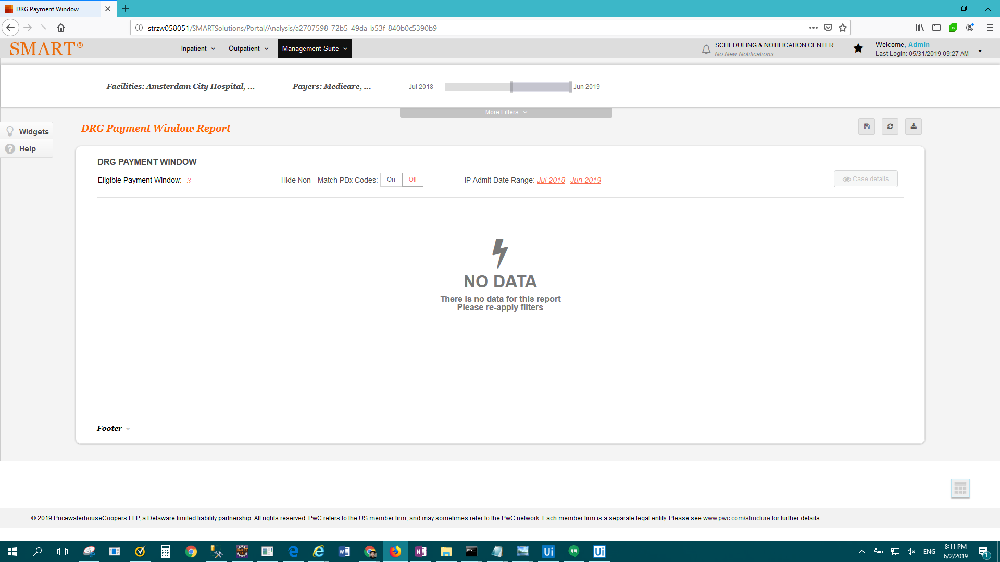 DRG Payment Window
strzw058051/SMARTSolutions/Portal/Analysis/a2707598-72b5-49da-b53f-840b0c5390b9
SMART®
Inpatient
Outpatient
Management Suite
SCHEDULING & NOTIFICATION CENTER
No New Notifications
Welcome, Admin
Last Login: 05/31/2019 09:27 AM
Facilities: Amsterdam City Hospital, ...
Payers: Medicare, ...
Jul 2018
Jun 2019
More Filters
Widgets
Help
DRG Payment Window Report
DRG PAYMENT WINDOW
Eligible Payment Window: 3
Hide Non - Match PDx Codes: On Off
IP Admit Date Range: Jul 2018 - Jun 2019
Case details
NO DATA
There is no data for this report
Please re-apply filters
Footer
© 2019 PricewaterhouseCoopers LLP, a Delaware limited liability partnership. All rights reserved. PwC refers to the US member firm, and may sometimes refer to the PwC network. Each member firm is a separate legal entity. Please see www.pwc.com/structure for further details.
ENG
8:11 PM
6/2/2019
1